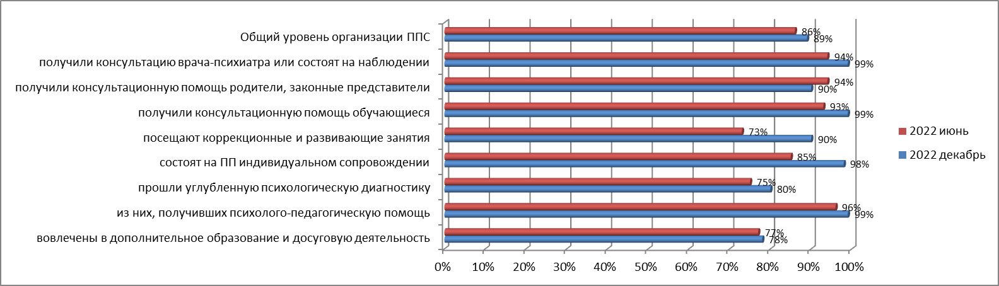 Общий уровень организации ППС
86%
89%
получили консультацию врача-психиатра или состоят на наблюдении
94%
99%
получили консультационную помощь родители, законные представители
94%
90%
получили консультационную помощь обучающиеся
93%
99%
посещают коррекционные и развивающие занятия
73%
90%
состоят на ПП индивидуальном сопровождении
85%
98%
прошли углубленную психологическую диагностику
75%
80%
из них, получивших психолого-педагогическую помощь
96%
99%
вовлечены в дополнительное образование и досуговую деятельность
77%
78%
0% 10% 20% 30% 40% 50% 60% 70% 80% 90% 100%
2022 июнь
2022 декабрь